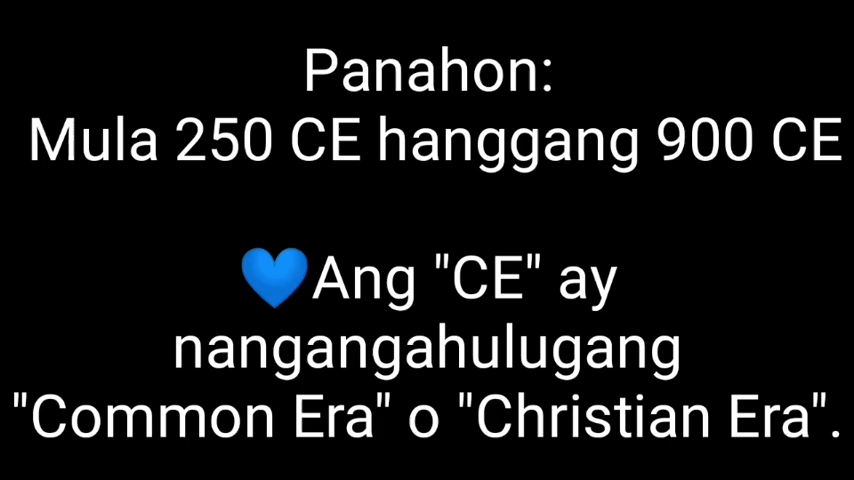 Panahon:
Mula 250 CE hanggang 900 CE
💙Ang "CE" ay
nangangahulugang
"Common Era" o "Christian Era".